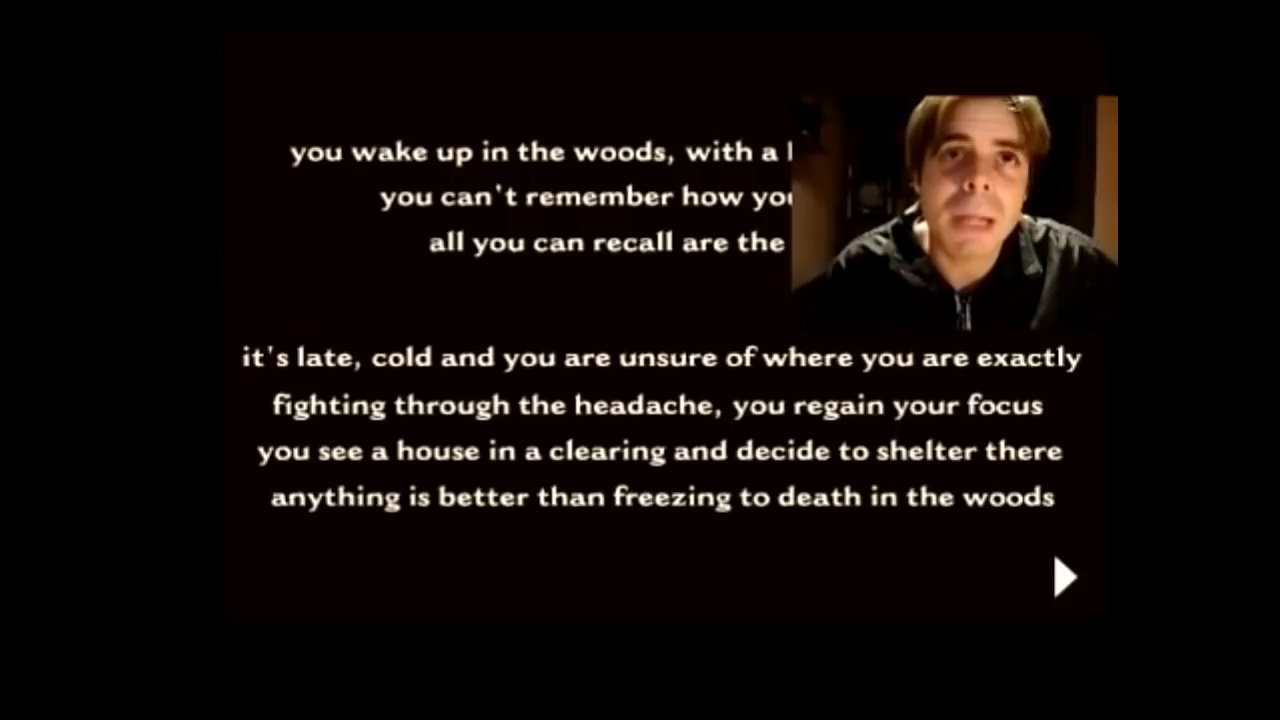 you wake up in the woods, with a
you can't remember how you
all you can recall are the
it's late, cold and you are unsure of where you are exactly
fighting through the headache, you regain your focus
you see a house in a clearing and decide to shelter there
anything is better than freezing to death in the woods